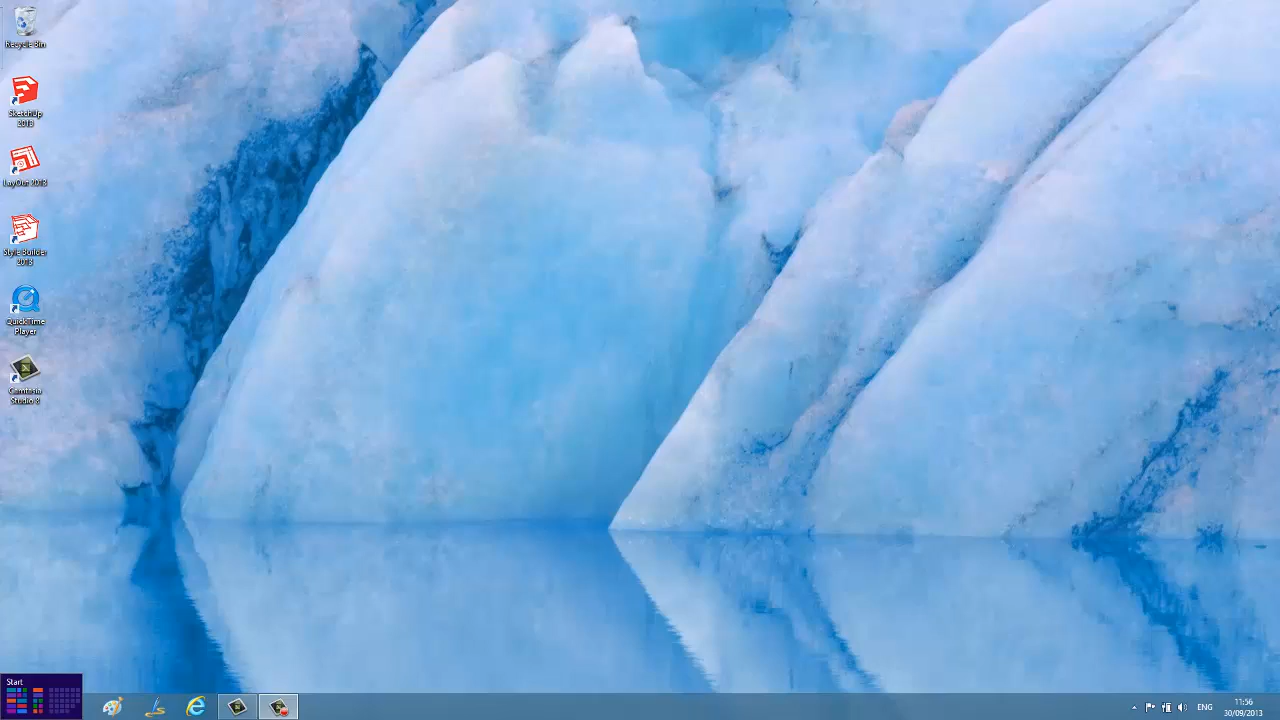 Recycle Bin
SketchUp
2013
LayOut 2013
Style Builder
2013
QuickTime
Player
Camtasia
Studio 8
Start
ENG
11:56
30/09/2013